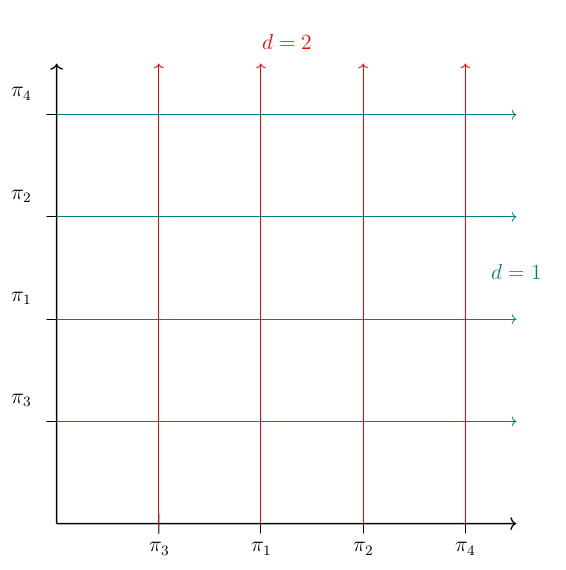 d = 2
π₄
π₂
d = 1
π₁
π₃
π₃ π₁ π₂ π₄